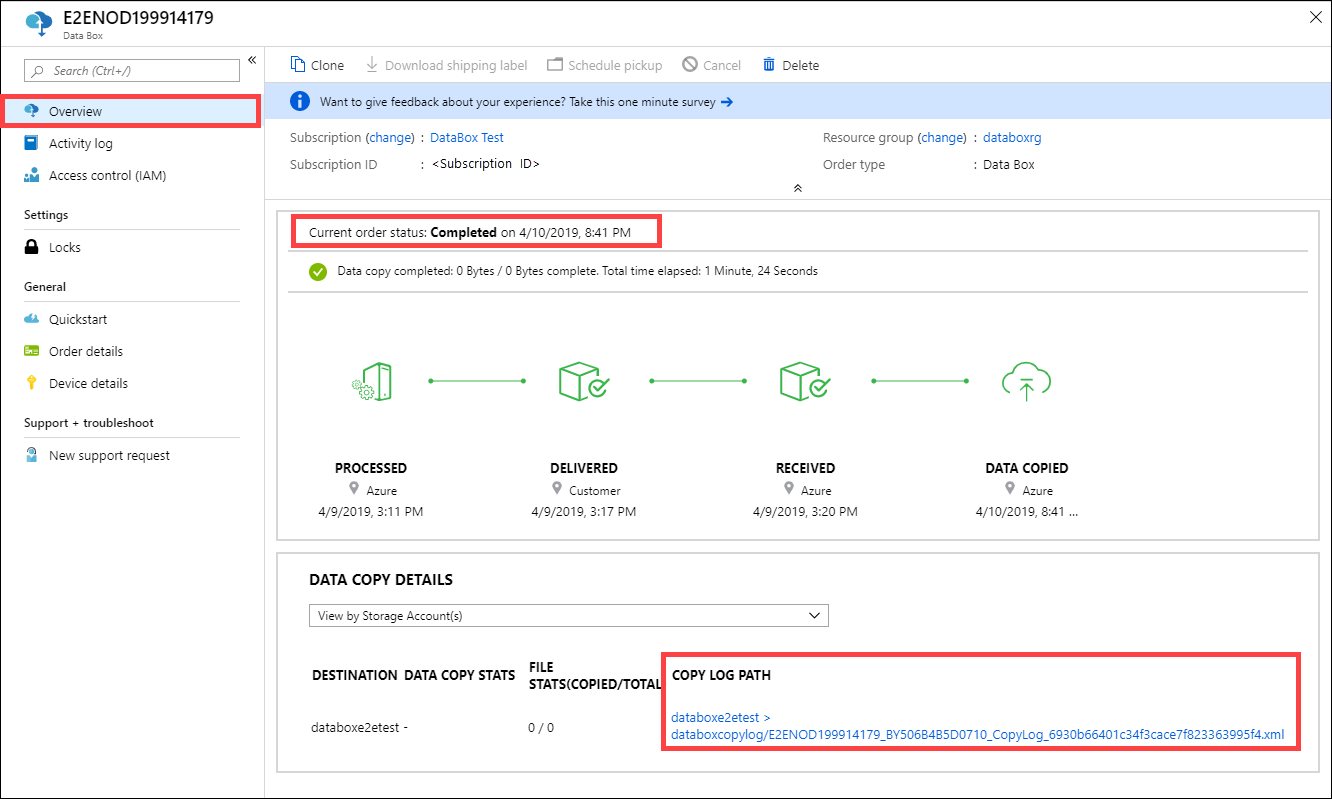 E2ENOD199914179
Data Box
Search (Ctrl+/)
«
Overview
Activity log
Access control (IAM)
Settings
Locks
General
Quickstart
Order details
Device details
Support + troubleshoot
New support request
Clone
Download shipping label
Schedule pickup
Cancel
Delete
Want to give feedback about your experience? Take this one minute survey →
Subscription (change) : DataBox Test
Subscription ID : <Subscription ID>
Resource group (change) : databoxrg
Order type : Data Box
Current order status: Completed on 4/10/2019, 8:41 PM
Data copy completed: 0 Bytes / 0 Bytes complete. Total time elapsed: 1 Minute, 24 Seconds
PROCESSED
Azure
4/9/2019, 3:11 PM
DELIVERED
Customer
4/9/2019, 3:17 PM
RECEIVED
Azure
4/9/2019, 3:20 PM
DATA COPIED
Azure
4/10/2019, 8:41 ...
DATA COPY DETAILS
View by Storage Account(s)
DESTINATION DATA COPY STATS
FILE
STATS(COPIED/TOTAL
COPY LOG PATH
databoxe2etest -
0 / 0
databoxe2etest >
databoxcopylog/E2ENOD199914179_BY506B4B5D0710_CopyLog_6930b66401c34f3cace7f823363995f4.xml